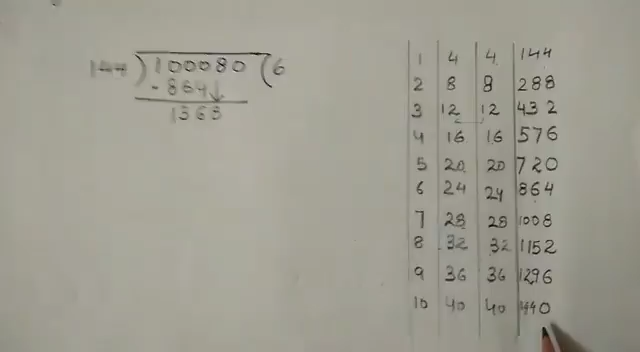 144 ) 100080 ( 6
- 864↓
1368
1 4 4 144
2 8 8 288
3 12 12 432
4 16 16 576
5 20 20 720
6 24 24 864
7 28 28 1008
8 32 32 1152
9 36 36 1296
10 40 40 1440